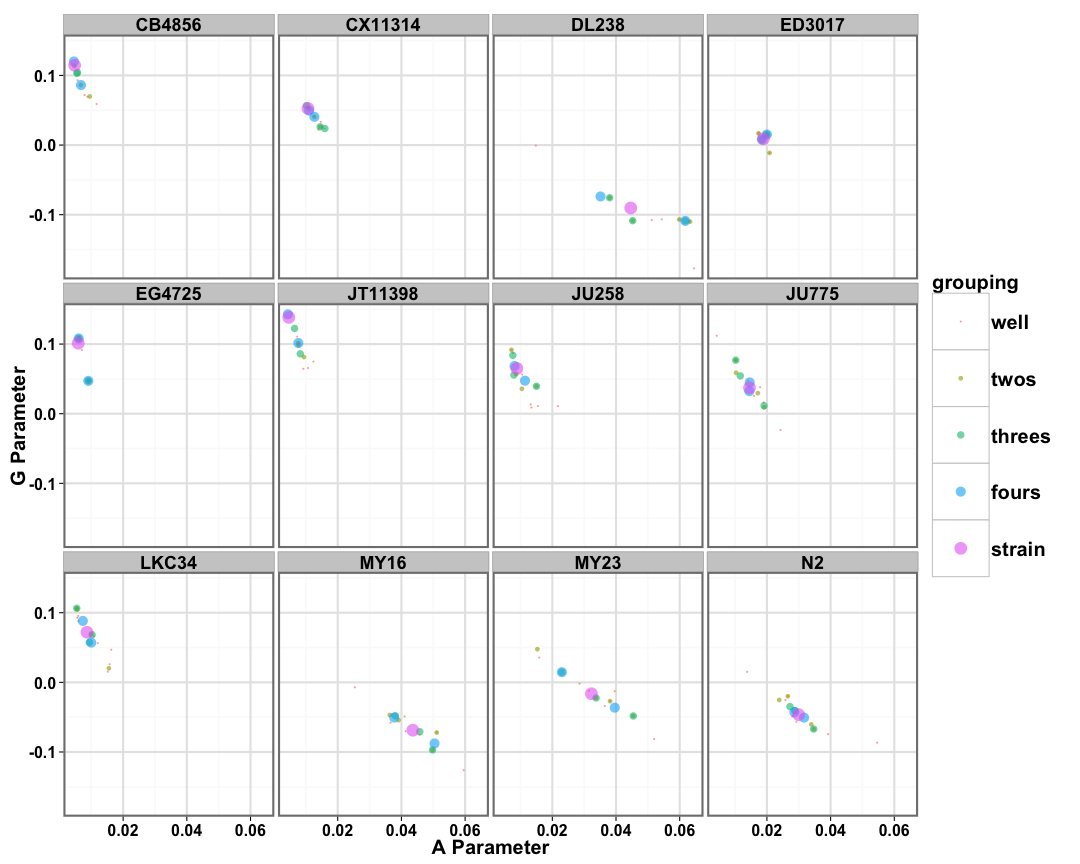 CB4856 CX11314 DL238 ED3017
0.1
0.0
-0.1
EG4725 JT11398 JU258 JU775
0.1
0.0
-0.1
LKC34 MY16 MY23 N2
0.1
0.0
-0.1
0.02 0.04 0.06 0.02 0.04 0.06 0.02 0.04 0.06 0.02 0.04 0.06
A Parameter
G Parameter
grouping
well
twos
threes
fours
strain